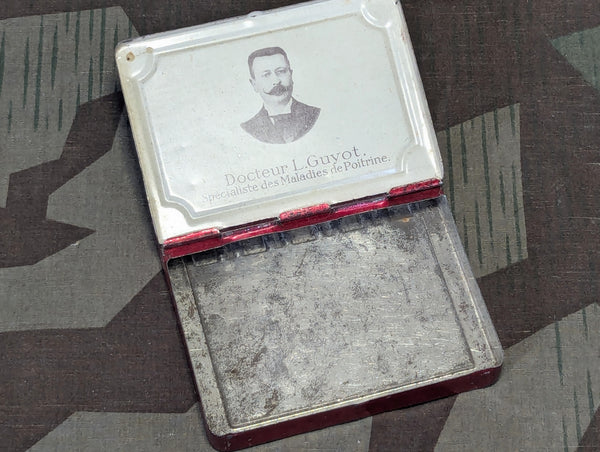 Docteur L. Guyot.
Spécialiste des Maladies de Poitrine.